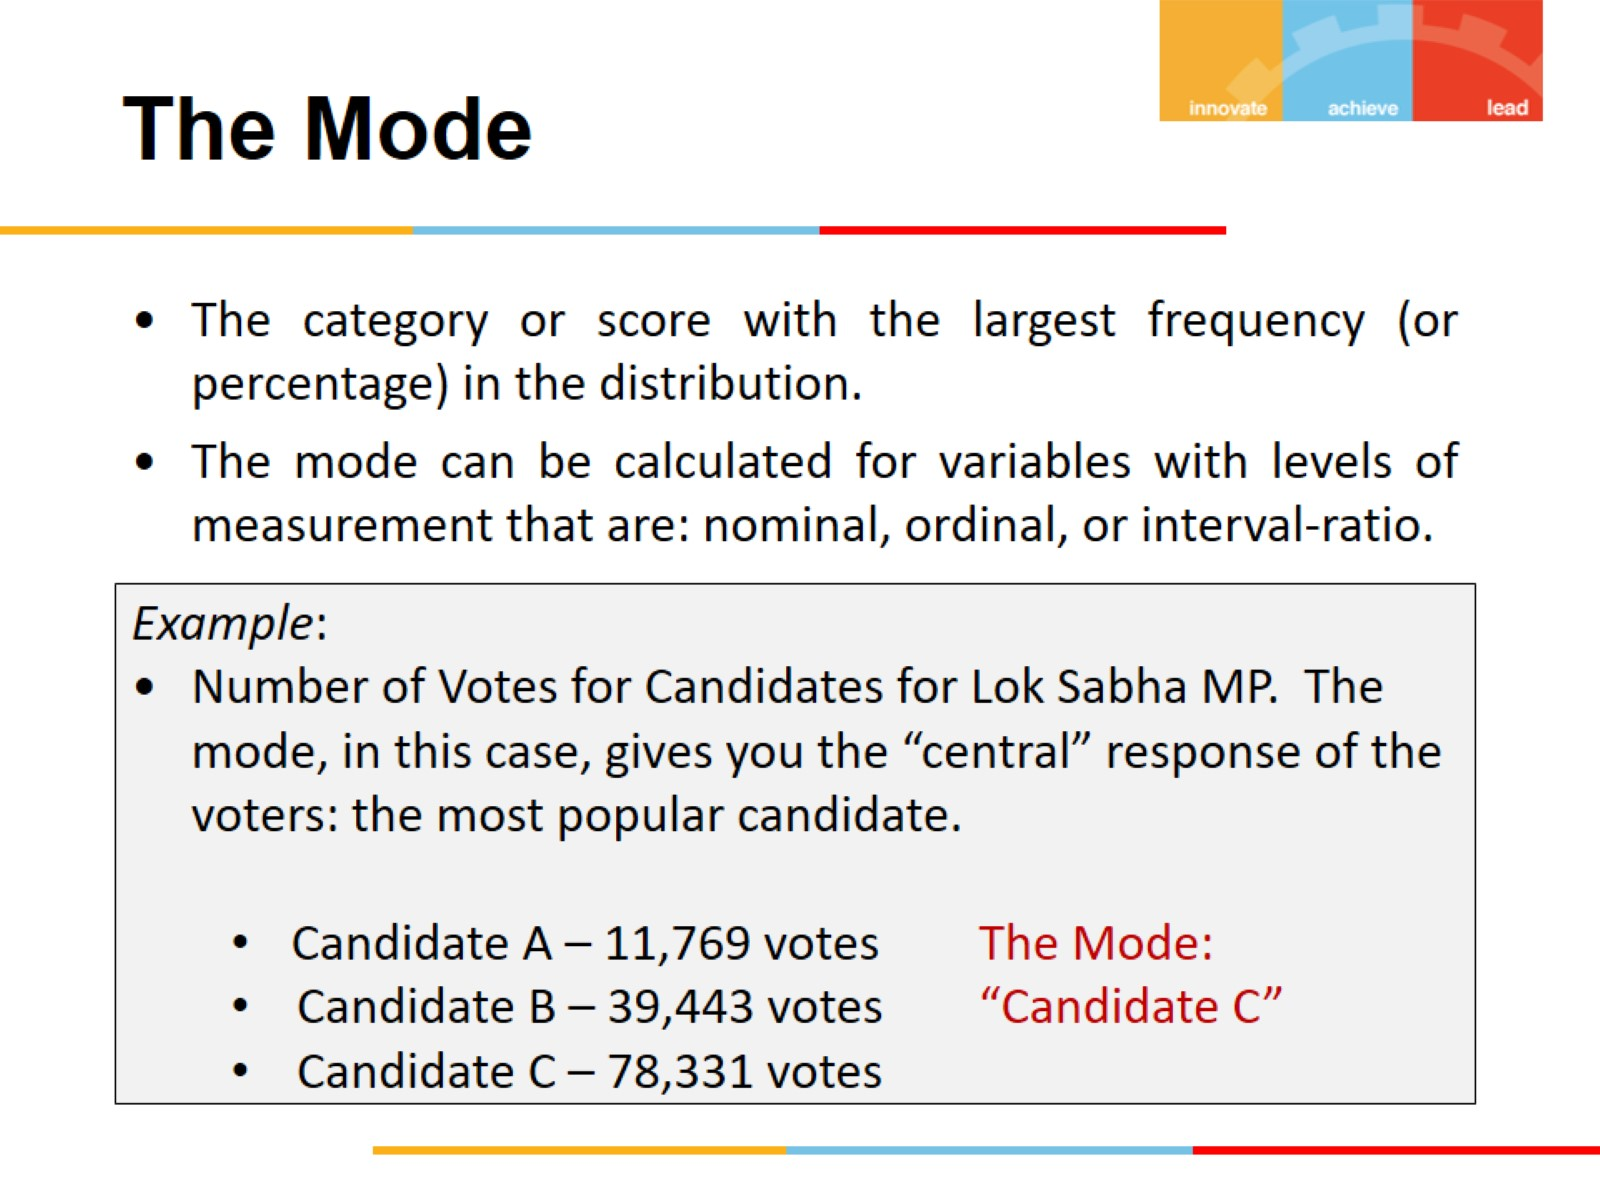 innovate achieve lead
The Mode
• The category or score with the largest frequency (or
percentage) in the distribution.
• The mode can be calculated for variables with levels of
measurement that are: nominal, ordinal, or interval-ratio.
Example:
• Number of Votes for Candidates for Lok Sabha MP.  The
mode, in this case, gives you the “central” response of the
voters: the most popular candidate.
• Candidate A – 11,769 votes
• Candidate B – 39,443 votes
• Candidate C – 78,331 votes
The Mode:
“Candidate C”